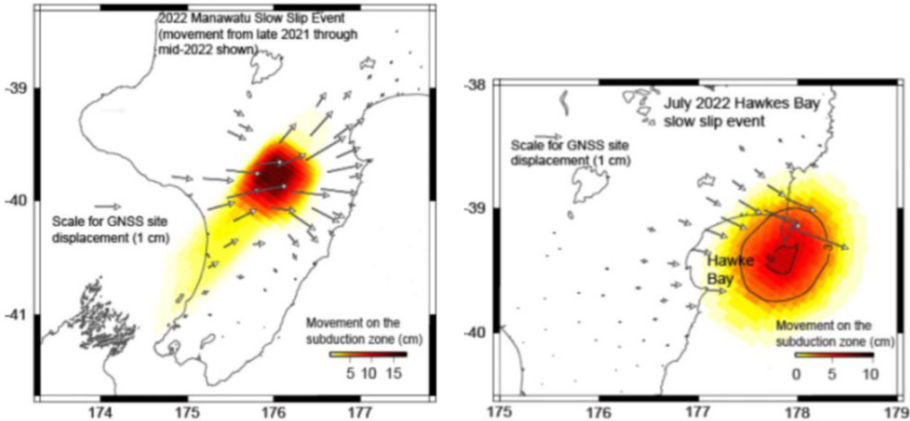 2022 Manawatu Slow Slip Event
(movement from late 2021 through
mid-2022 shown)
-39
-40
-41
Scale for GNSS site
displacement (1 cm)
Movement on the
subduction zone (cm)
5 10 15
174 175 176 177
-38
-39
-40
July 2022 Hawkes Bay
slow slip event
Scale for GNSS site
displacement (1 cm)
Hawke
Bay
Movement on the
subduction zone (cm)
0 5 10
175 176 177 178 179